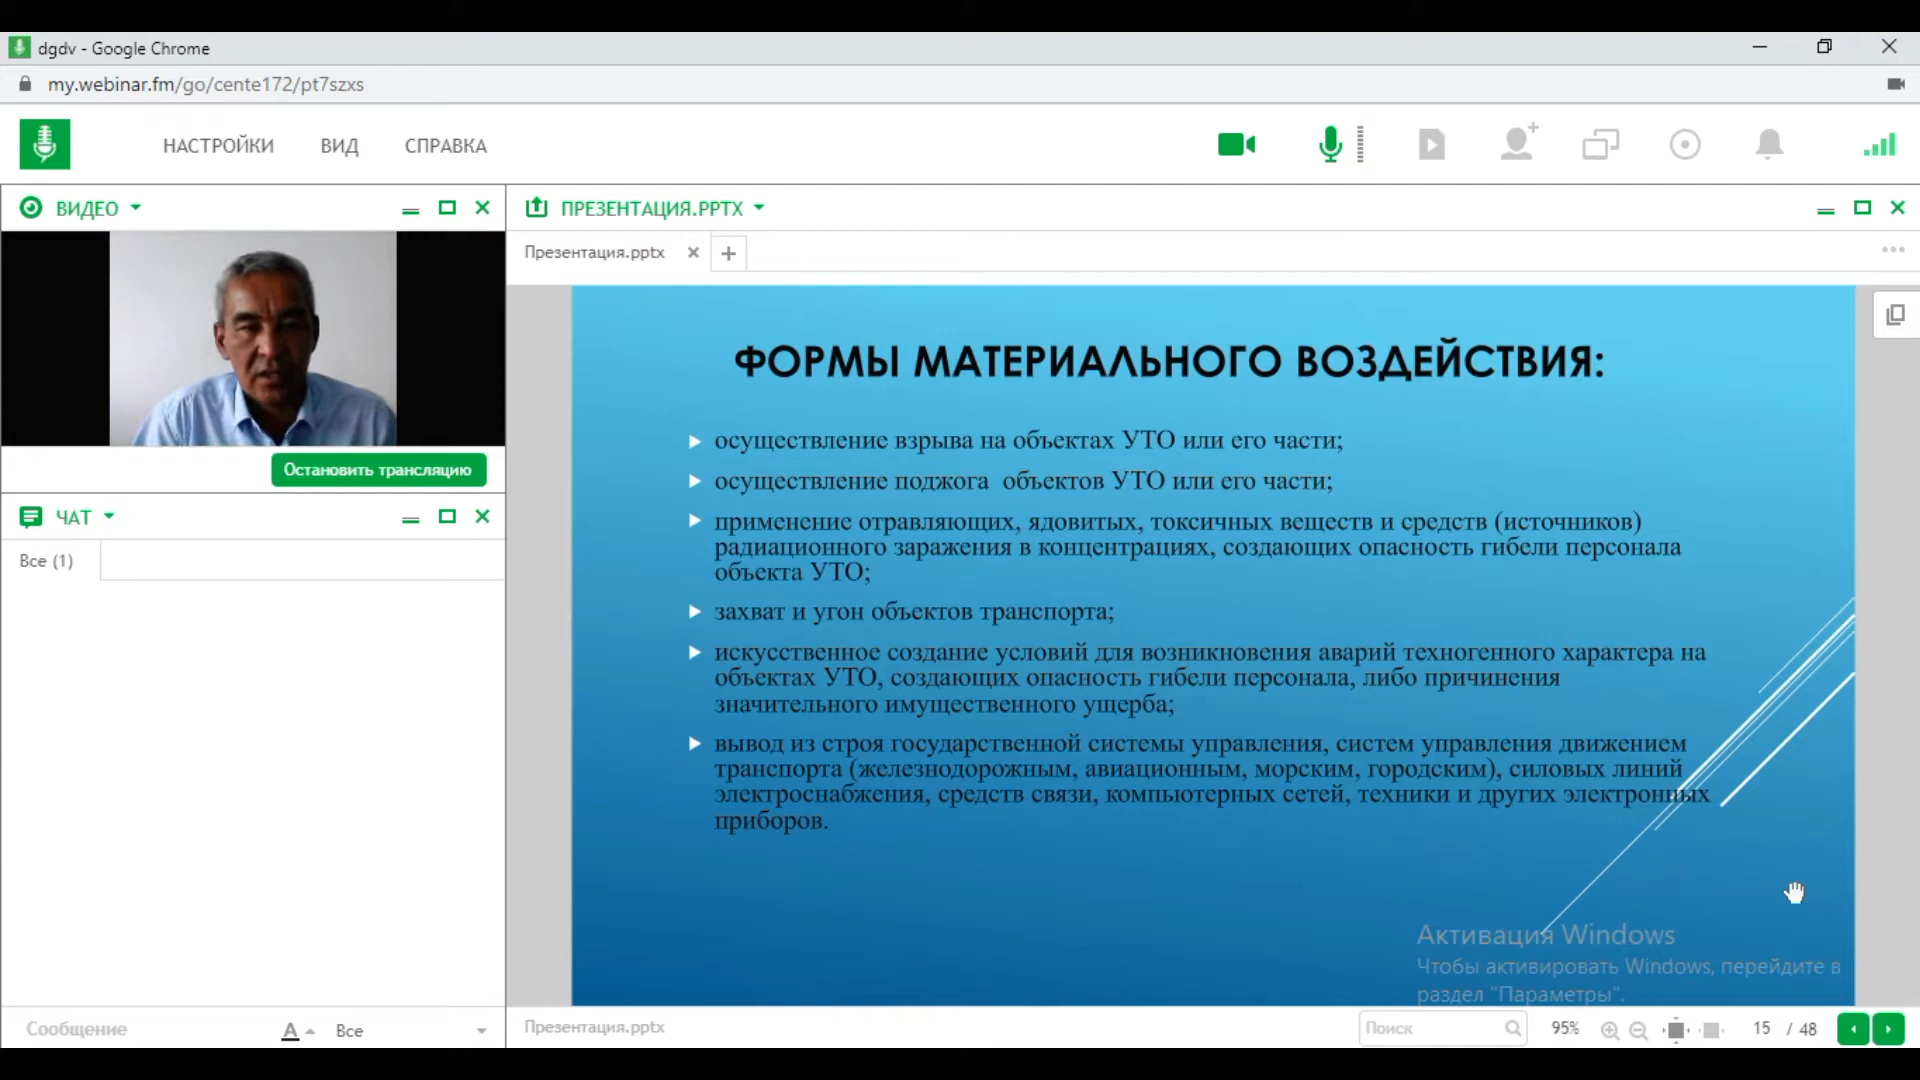 dgdv - Google Chrome
my.webinar.fm/go/cente172/pt7szxs
НАСТРОЙКИ ВИД СПРАВКА
ВИДЕО
Остановить трансляцию
ЧАТ
Все (1)
Сообщение A Все
ПРЕЗЕНТАЦИЯ.PPTX
Презентация.pptx
ФОРМЫ МАТЕРИАЛЬНОГО ВОЗДЕЙСТВИЯ:
осуществление взрыва на объектах УТО или его части;
осуществление поджога объектов УТО или его части;
применение отравляющих, ядовитых, токсичных веществ и средств (источников)
радиационного заражения в концентрациях, создающих опасность гибели персонала
объекта УТО;
захват и угон объектов транспорта;
искусственное создание условий для возникновения аварий техногенного характера на
объектах УТО, создающих опасность гибели персонала, либо причинения
значительного имущественного ущерба;
вывод из строя государственной системы управления, систем управления движением
транспорта (железнодорожным, авиационным, морским, городским), силовых линий
электроснабжения, средств связи, компьютерных сетей, техники и других электронных
приборов.
Активация Windows
Чтобы активировать Windows, перейдите в
раздел "Параметры".
Презентация.pptx Поиск 95% 15 / 48